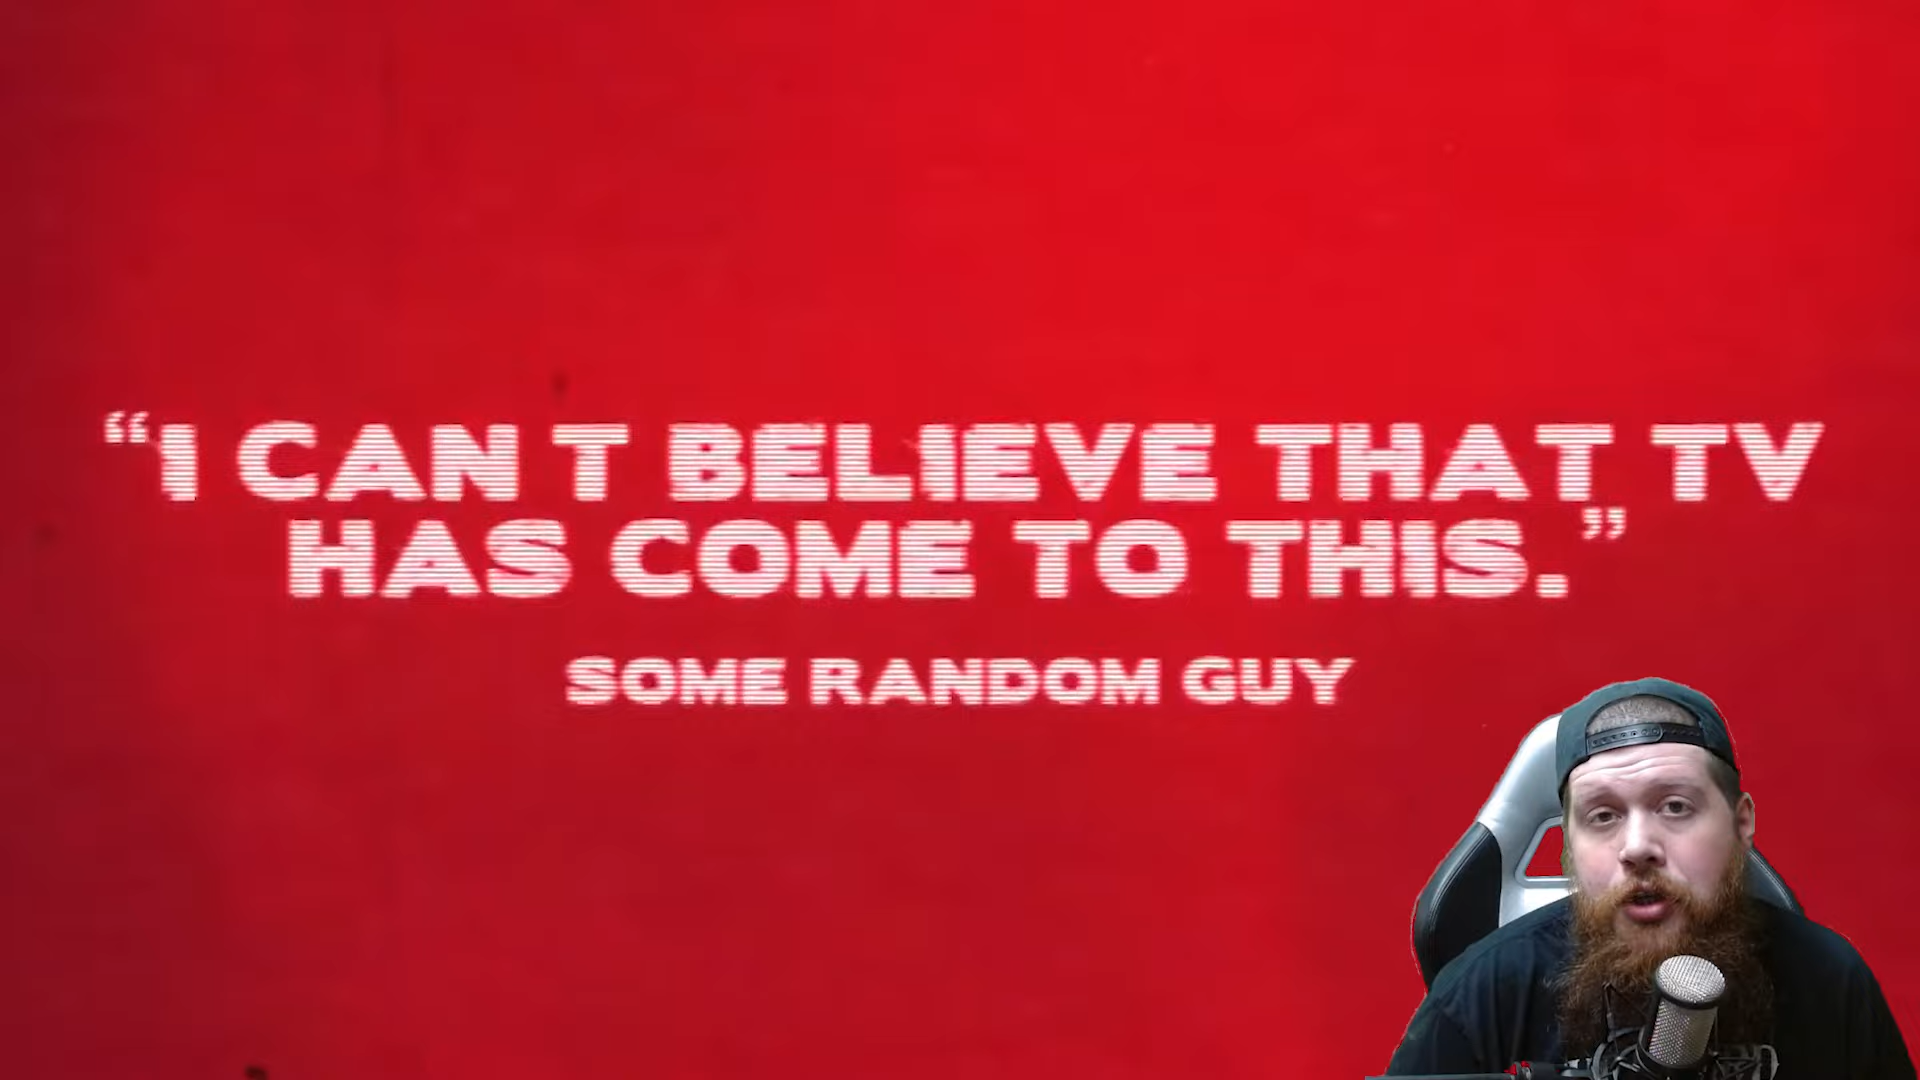 “I CAN T BELIEVE THAT TV
HAS COME TO THIS.”
SOME RANDOM GUY